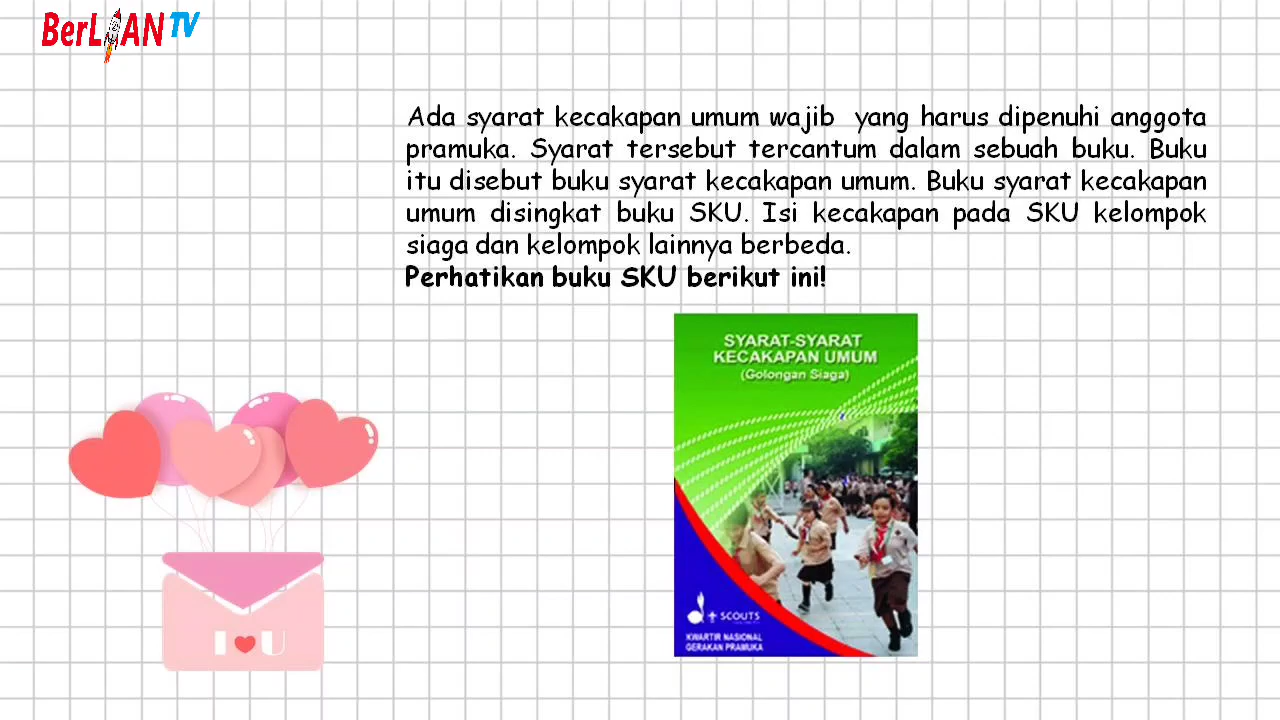 BerLIAN TV
Ada syarat kecakapan umum wajib yang harus dipenuhi anggota
pramuka. Syarat tersebut tercantum dalam sebuah buku. Buku
itu disebut buku syarat kecakapan umum. Buku syarat kecakapan
umum disingkat buku SKU. Isi kecakapan pada SKU kelompok
siaga dan kelompok lainnya berbeda.
Perhatikan buku SKU berikut ini!
SYARAT-SYARAT
KECAKAPAN UMUM
(Golongan Siaga)
SCOUTS
KWARTIR NASIONAL
GERAKAN PRAMUKA
I ❤ U